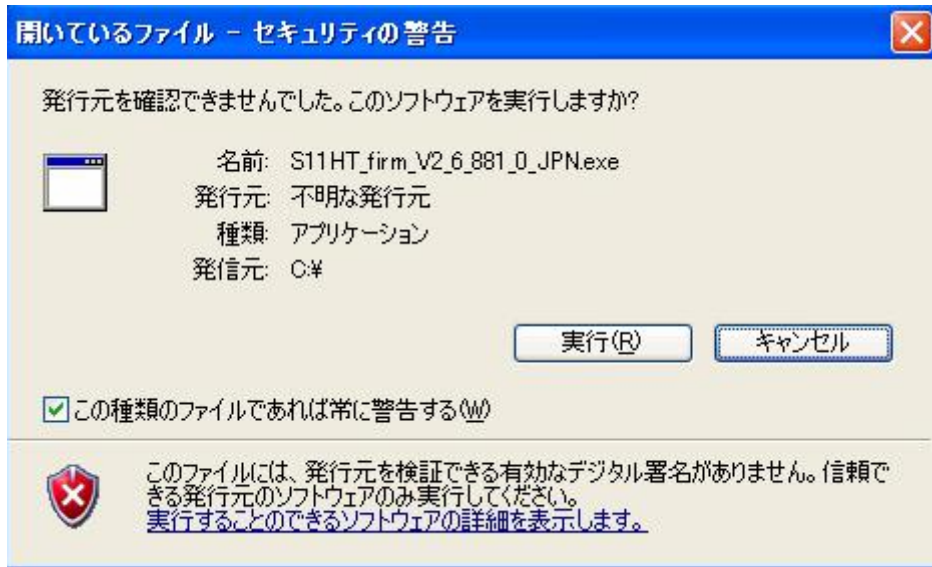 開いているファイル - セキュリティの警告
発行元を確認できませんでした。このソフトウェアを実行しますか?
名前: S11HT_firm_V2_6_881_0_JPN.exe
発行元: 不明な発行元
種類: アプリケーション
発信元: C:¥
実行(R) キャンセル
この種類のファイルであれば常に警告する(W)
このファイルには、発行元を検証できる有効なデジタル署名がありません。信頼で
きる発行元のソフトウェアのみ実行してください。
実行することのできるソフトウェアの詳細を表示します。